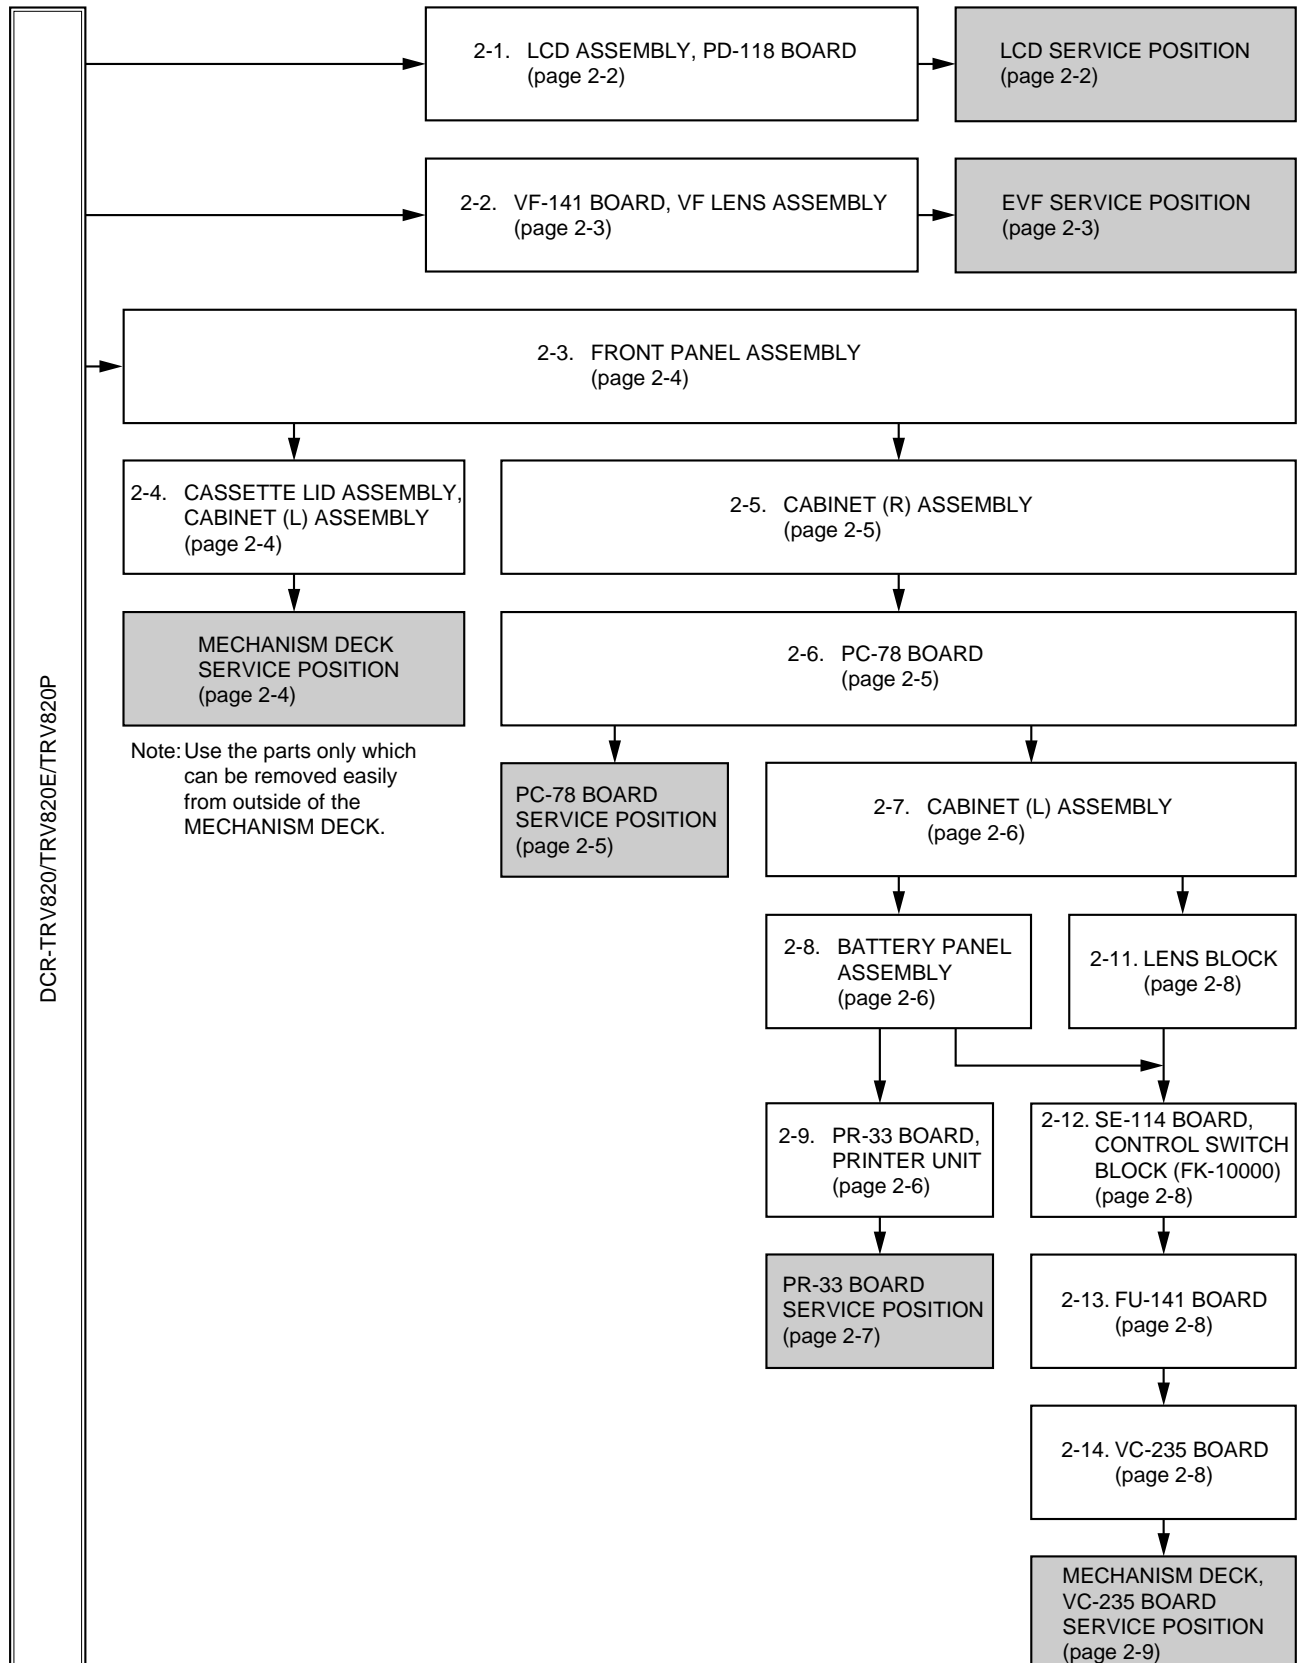 2-1. LCD ASSEMBLY, PD-118 BOARD
(page 2-2)
LCD SERVICE POSITION
(page 2-2)
2-2. VF-141 BOARD, VF LENS ASSEMBLY
(page 2-3)
EVF SERVICE POSITION
(page 2-3)
2-3. FRONT PANEL ASSEMBLY
(page 2-4)
2-4. CASSETTE LID ASSEMBLY,
CABINET (L) ASSEMBLY
(page 2-4)
2-5. CABINET (R) ASSEMBLY
(page 2-5)
MECHANISM DECK
SERVICE POSITION
(page 2-4)
Note: Use the parts only which
can be removed easily
from outside of the
MECHANISM DECK.
2-6. PC-78 BOARD
(page 2-5)
PC-78 BOARD
SERVICE POSITION
(page 2-5)
2-7. CABINET (L) ASSEMBLY
(page 2-6)
2-8. BATTERY PANEL
ASSEMBLY
(page 2-6)
2-11. LENS BLOCK
(page 2-8)
2-9. PR-33 BOARD,
PRINTER UNIT
(page 2-6)
2-12. SE-114 BOARD,
CONTROL SWITCH
BLOCK (FK-10000)
(page 2-8)
PR-33 BOARD
SERVICE POSITION
(page 2-7)
2-13. FU-141 BOARD
(page 2-8)
2-14. VC-235 BOARD
(page 2-8)
MECHANISM DECK,
VC-235 BOARD
SERVICE POSITION
(page 2-9)
DCR-TRV820/TRV820E/TRV820P